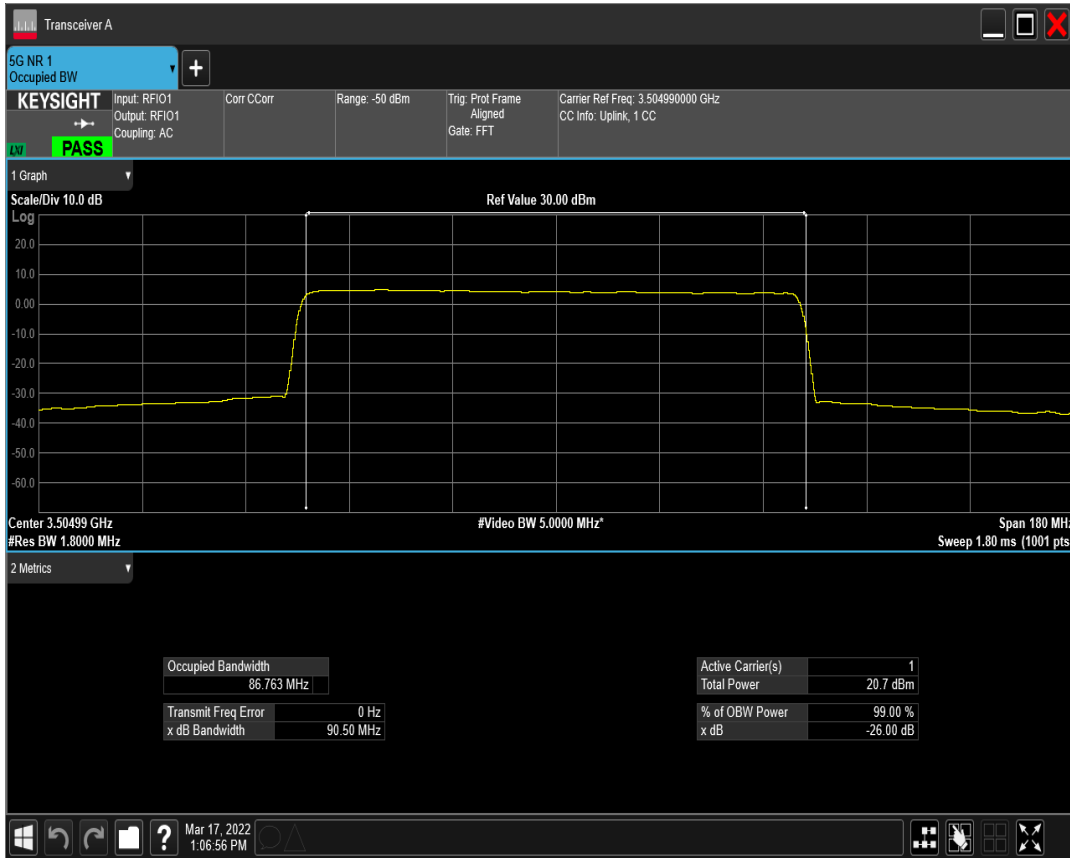 Transceiver A
5G NR 1
Occupied BW
+
KEYSIGHT
LXI
PASS
Input: RFIO1
Output: RFIO1
Coupling: AC
Corr CCorr
Range: -50 dBm
Trig: Prot Frame
Aligned
Gate: FFT
Carrier Ref Freq: 3.504990000 GHz
CC Info: Uplink, 1 CC
1 Graph
Scale/Div 10.0 dB
Ref Value 30.00 dBm
Log
20.0
10.0
0.00
-10.0
-20.0
-30.0
-40.0
-50.0
-60.0
Center 3.50499 GHz
#Video BW 5.0000 MHz*
Span 180 MHz
#Res BW 1.8000 MHz
Sweep 1.80 ms (1001 pts
2 Metrics
Occupied Bandwidth
86.763 MHz
Transmit Freq Error 0 Hz
x dB Bandwidth 90.50 MHz
Active Carrier(s) 1
Total Power 20.7 dBm
% of OBW Power 99.00 %
x dB -26.00 dB
?
Mar 17, 2022
1:06:56 PM